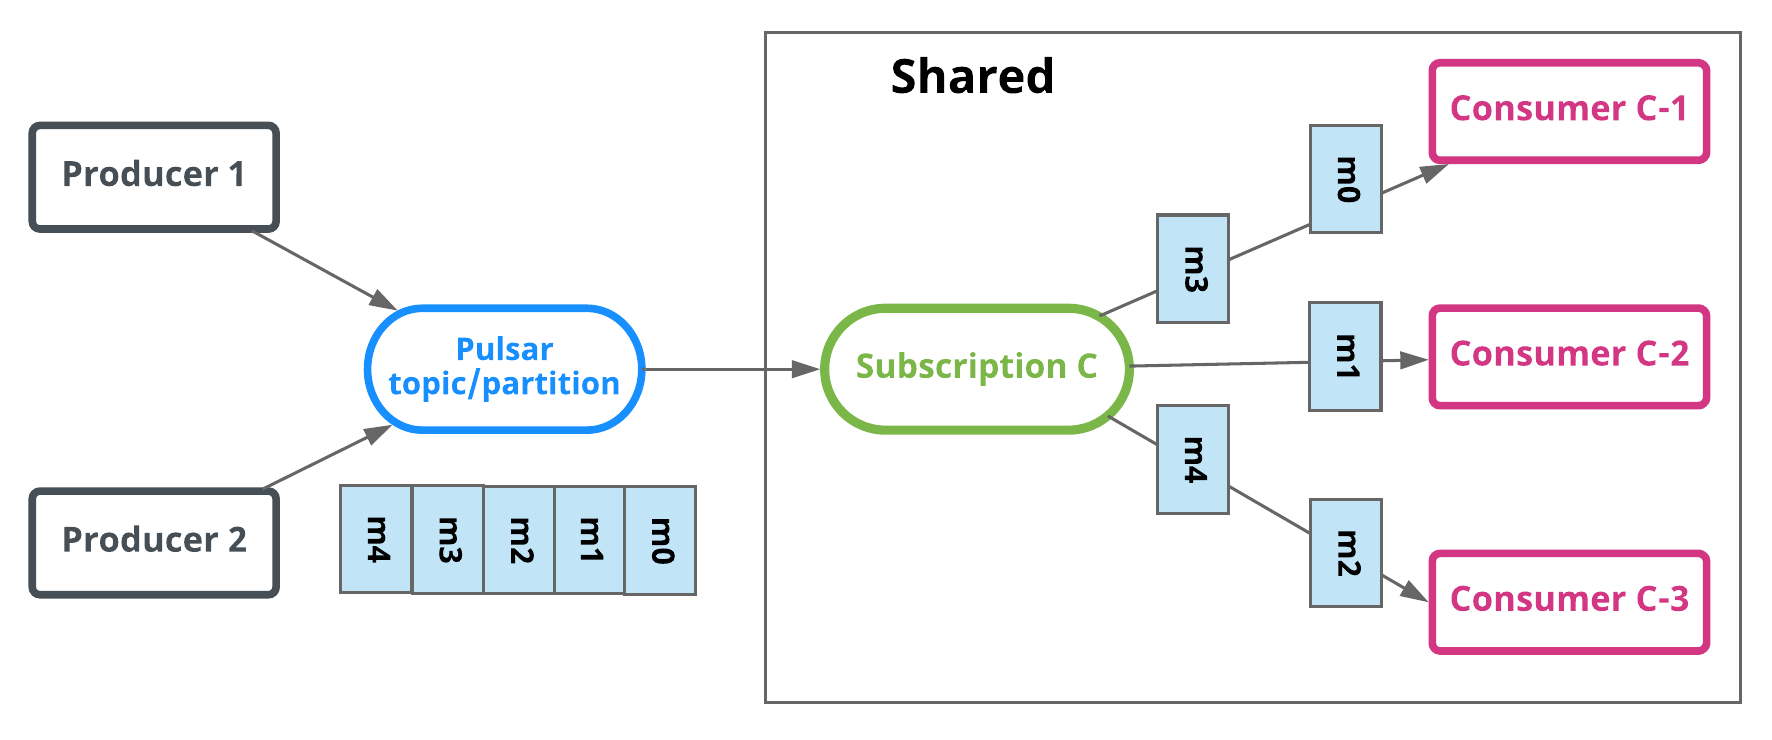 Shared
Producer 1
Producer 2
Pulsar
topic/partition
m4
m3
m2
m1
m0
Subscription C
m3
m0
m1
m4
m2
Consumer C-1
Consumer C-2
Consumer C-3